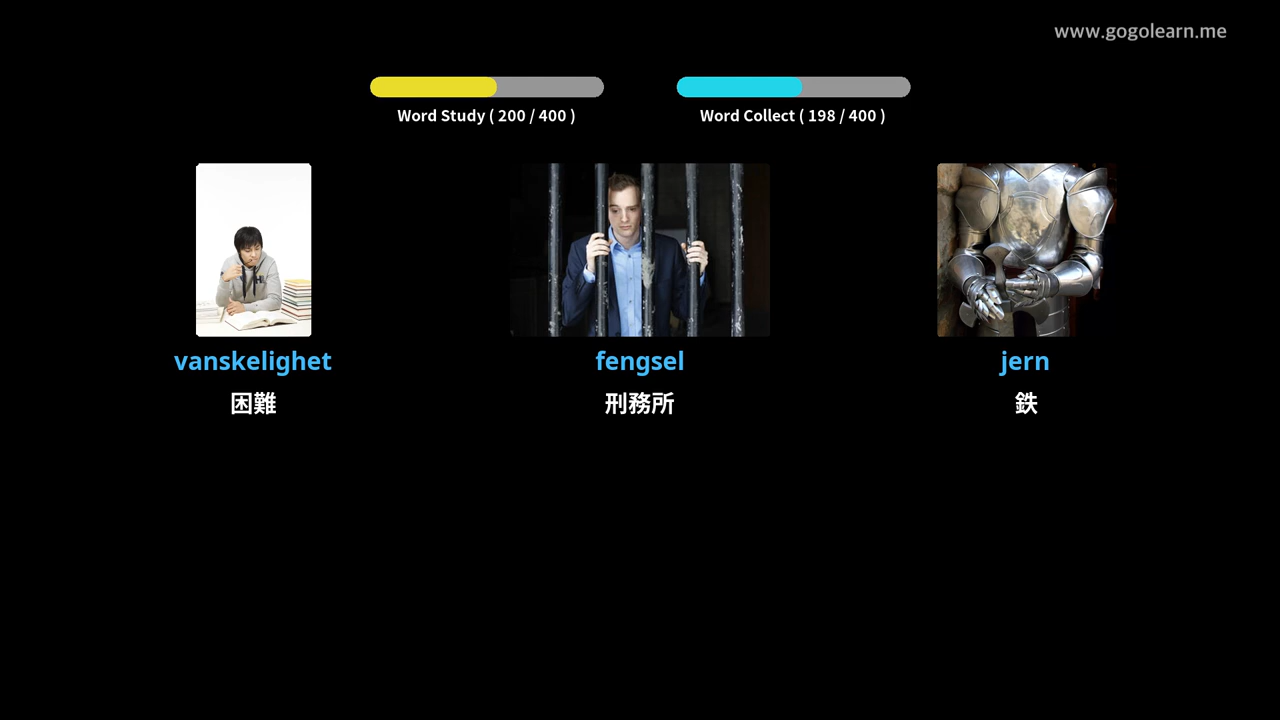 www.gogolearn.me
Word Study ( 200 / 400 )
Word Collect ( 198 / 400 )
vanskelighet
fengsel
jern
困難
刑務所
鉄